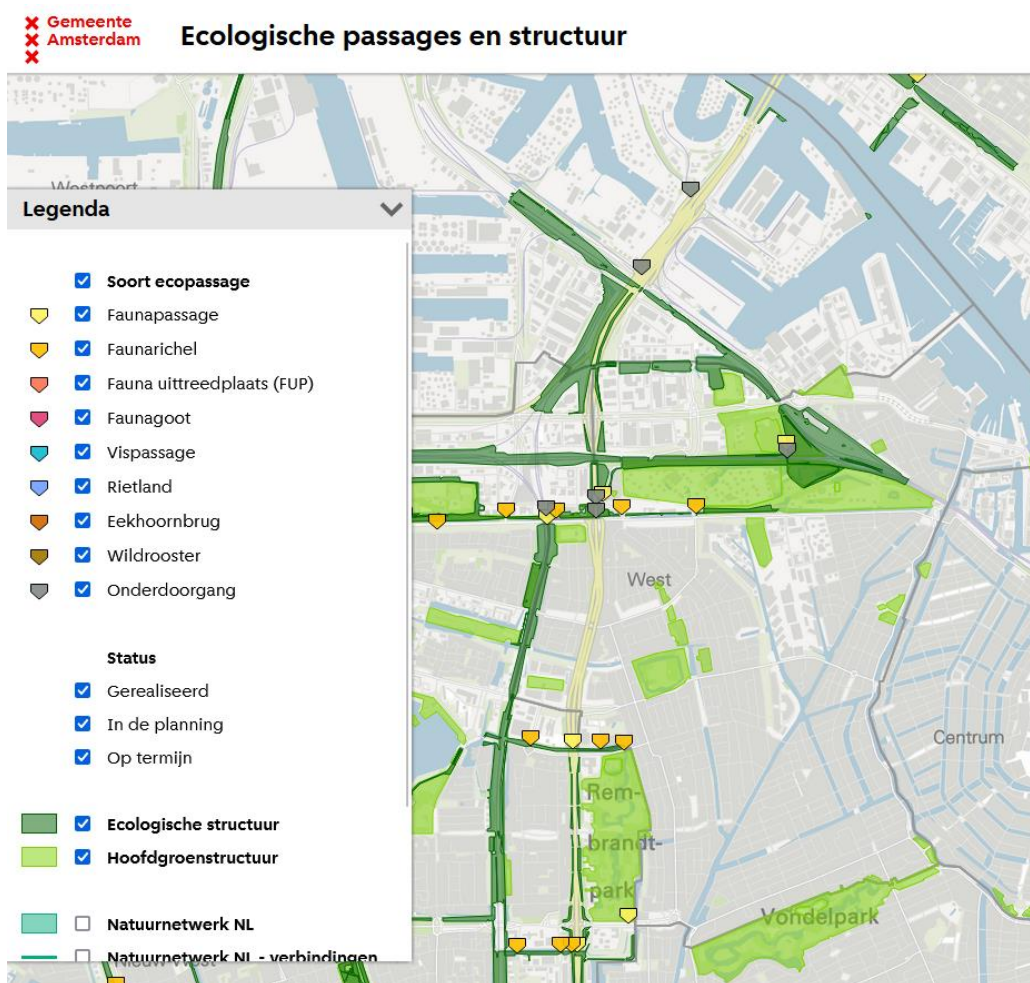 Gemeente
Amsterdam
Ecologische passages en structuur
Westpoort
Legenda
Soort ecopassage
Faunapassage
Faunarichel
Fauna uittreedplaats (FUP)
Faunagoot
Vispassage
Rietland
Eekhoornbrug
Wildrooster
Onderdoorgang
Status
Gerealiseerd
In de planning
Op termijn
Ecologische structuur
Hoofdgroenstructuur
Natuurnetwerk NL
Natuurnetwerk NL - verbindingen
Nieuw-West
West
Centrum
Rem-
brandt-
park
Vondelpark